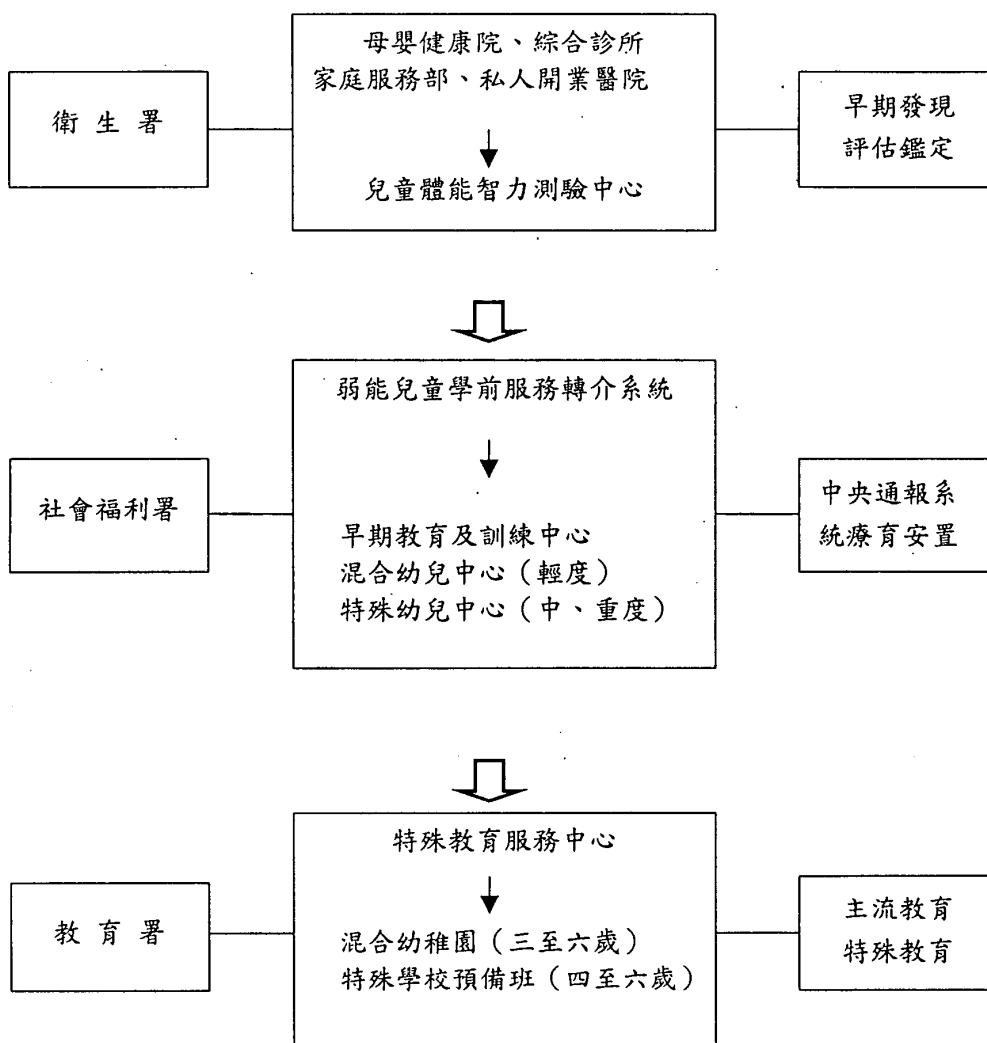 母嬰健康院、綜合診所
家庭服務部、私人開業醫院
衛生署
早期發現
評估鑑定
兒童體能智力測驗中心
弱能兒童學前服務轉介系統
社會福利署
中央通報系
統療育安置
早期教育及訓練中心
混合幼兒中心（輕度）
特殊幼兒中心（中、重度）
特殊教育服務中心
教育署
主流教育
特殊教育
混合幼稚園（三至六歲）
特殊學校預備班（四至六歲）